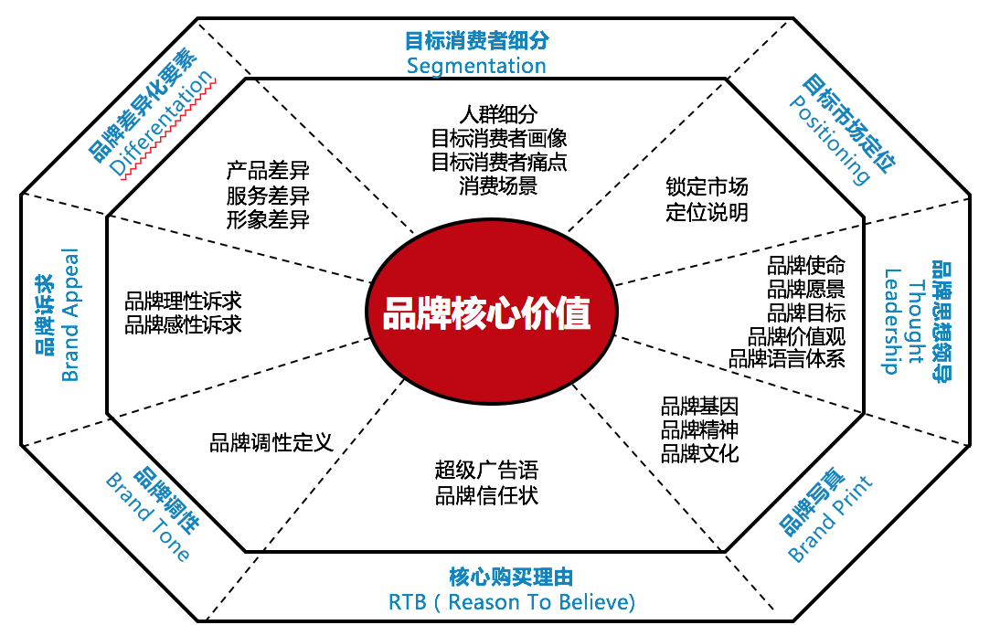 目标消费者细分
Segmentation
人群细分
目标消费者画像
目标消费者痛点
消费场景
目标市场定位
Positioning
锁定市场
定位说明
品牌思想领导
Thought
Leadership
品牌使命
品牌愿景
品牌目标
品牌价值观
品牌语言体系
品牌写真
Brand Print
品牌基因
品牌精神
品牌文化
核心购买理由
RTB ( Reason To Believe)
超级广告语
品牌信任状
品牌调性
Brand Tone
品牌调性定义
品牌诉求
Brand Appeal
品牌理性诉求
品牌感性诉求
品牌差异化要素
Differentation
产品差异
服务差异
形象差异
品牌核心价值